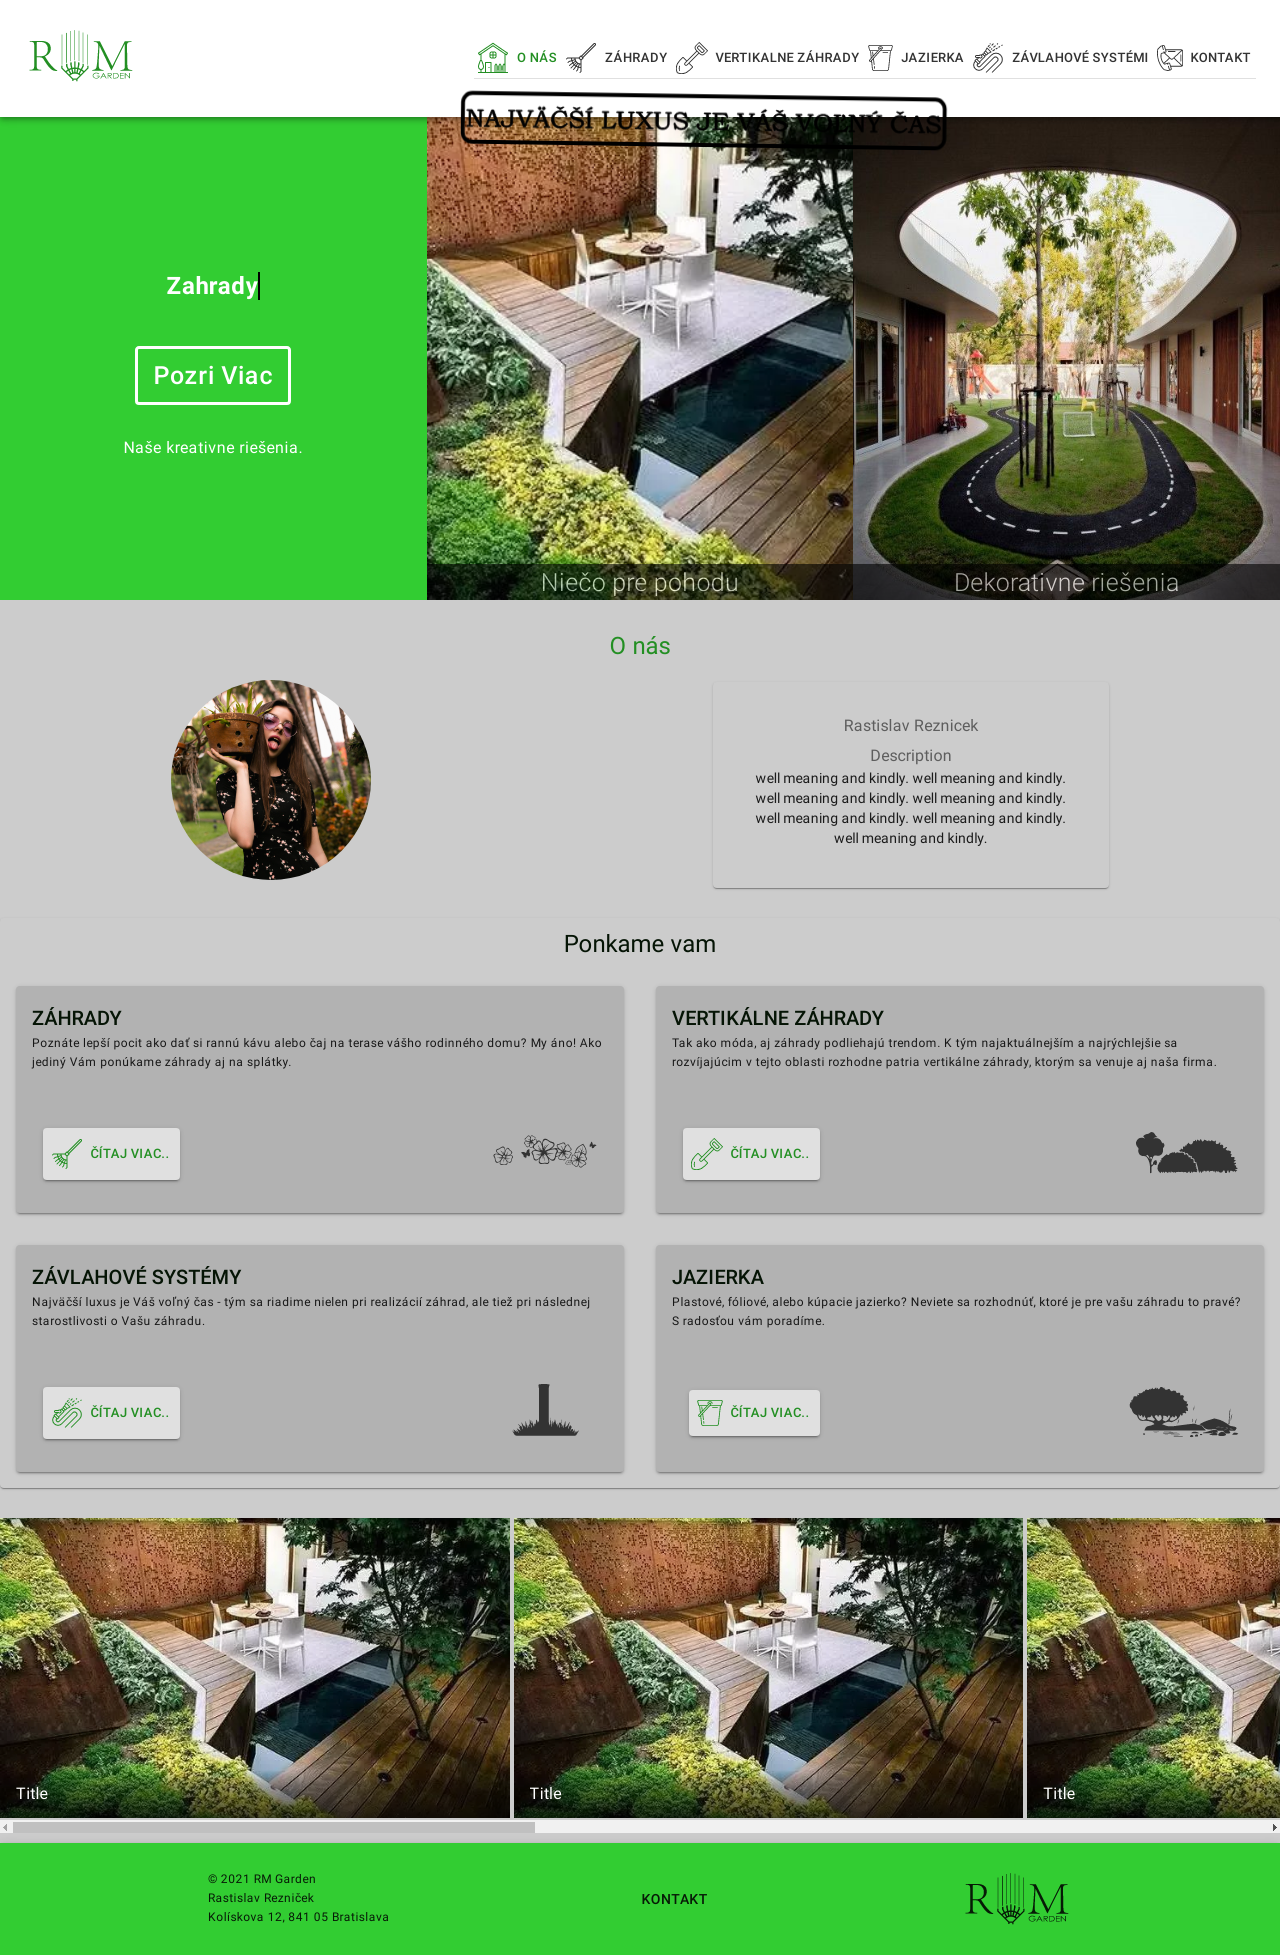 RM
GARDEN
O NÁS
ZÁHRADY
VERTIKALNE ZÁHRADY
JAZIERKA
ZÁVLAHOVÉ SYSTÉMI
KONTAKT
NAJVÄČŠÍ LUXUS JE VÁŠ VOĽNÝ ČAS
Zahrady
Pozri Viac
Naše kreativne riešenia.
Niečo pre pohodu
Dekorativne riešenia
O nás
Rastislav Reznicek
Description
well meaning and kindly. well meaning and kindly.
well meaning and kindly. well meaning and kindly.
well meaning and kindly. well meaning and kindly.
well meaning and kindly.
Ponkame vam
ZÁHRADY
Poznáte lepší pocit ako dať si rannú kávu alebo čaj na terase vášho rodinného domu? My áno! Ako
jediný Vám ponúkame záhrady aj na splátky.
ČÍTAJ VIAC..
VERTIKÁLNE ZÁHRADY
Tak ako móda, aj záhrady podliehajú trendom. K tým najaktuálnejším a najrýchlejšie sa
rozvíjajúcim v tejto oblasti rozhodne patria vertikálne záhrady, ktorým sa venuje aj naša firma.
ČÍTAJ VIAC..
ZÁVLAHOVÉ SYSTÉMY
Najväčší luxus je Váš voľný čas - tým sa riadime nielen pri realizácií záhrad, ale tiež pri následnej
starostlivosti o Vašu záhradu.
ČÍTAJ VIAC..
JAZIERKA
Plastové, fóliové, alebo kúpacie jazierko? Neviete sa rozhodnúť, ktoré je pre vašu záhradu to pravé?
S radosťou vám poradíme.
ČÍTAJ VIAC..
Title
Title
Title
© 2021 RM Garden
Rastislav Rezniček
Kolískova 12, 841 05 Bratislava
KONTAKT
RM
GARDEN